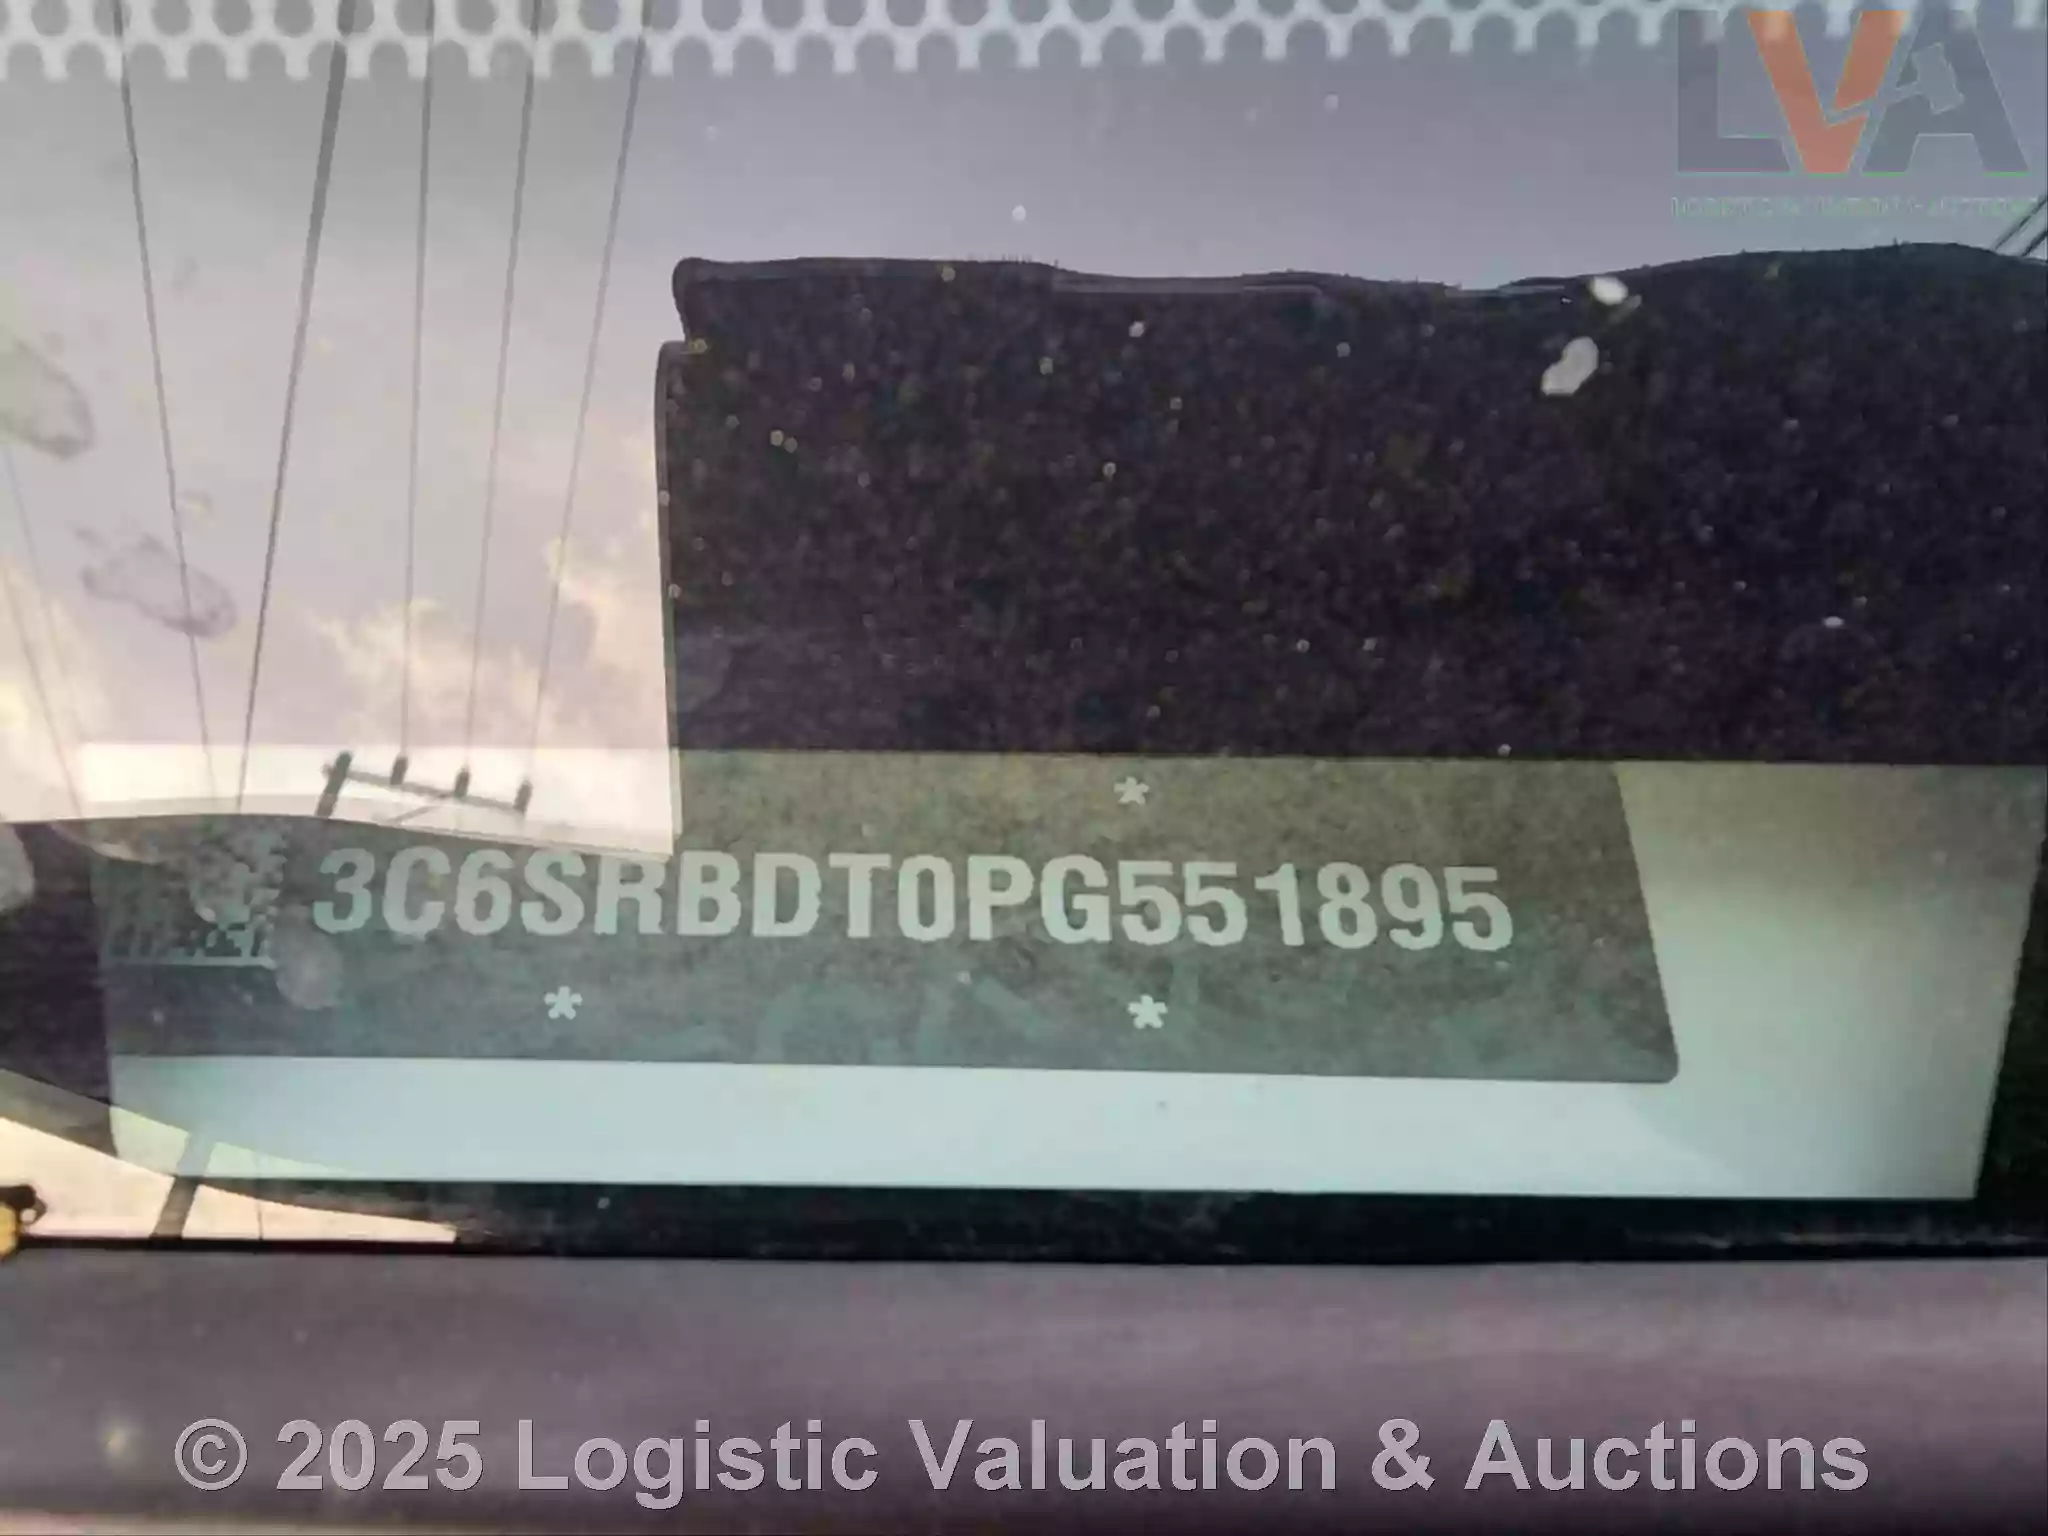 LVA
*
3C6SRBDT0PG551895
* *
© 2025 Logistic Valuation & Auctions